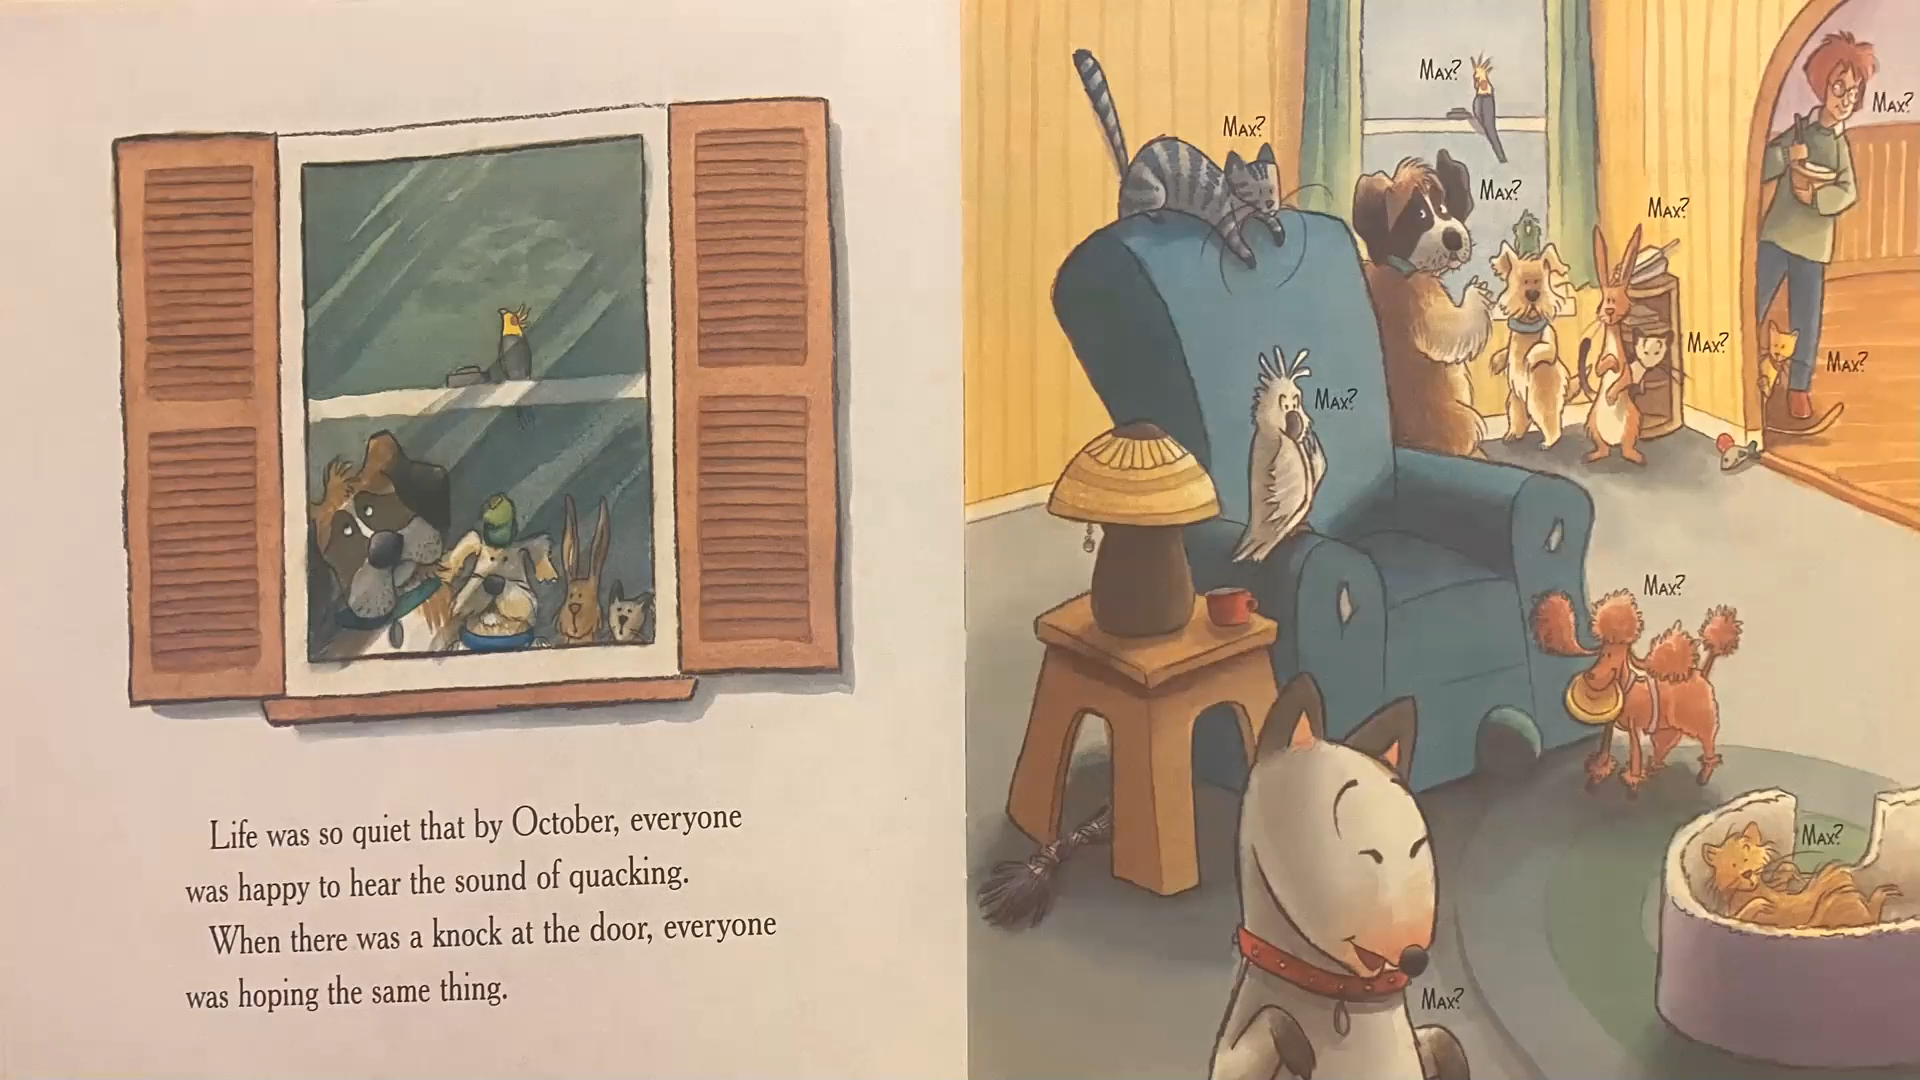 Life was so quiet that by October, everyone
was happy to hear the sound of quacking.
When there was a knock at the door, everyone
was hoping the same thing.
Max?
Max?
Max?
Max?
Max?
Max?
Max?
Max?
Max?
Max?
Max?